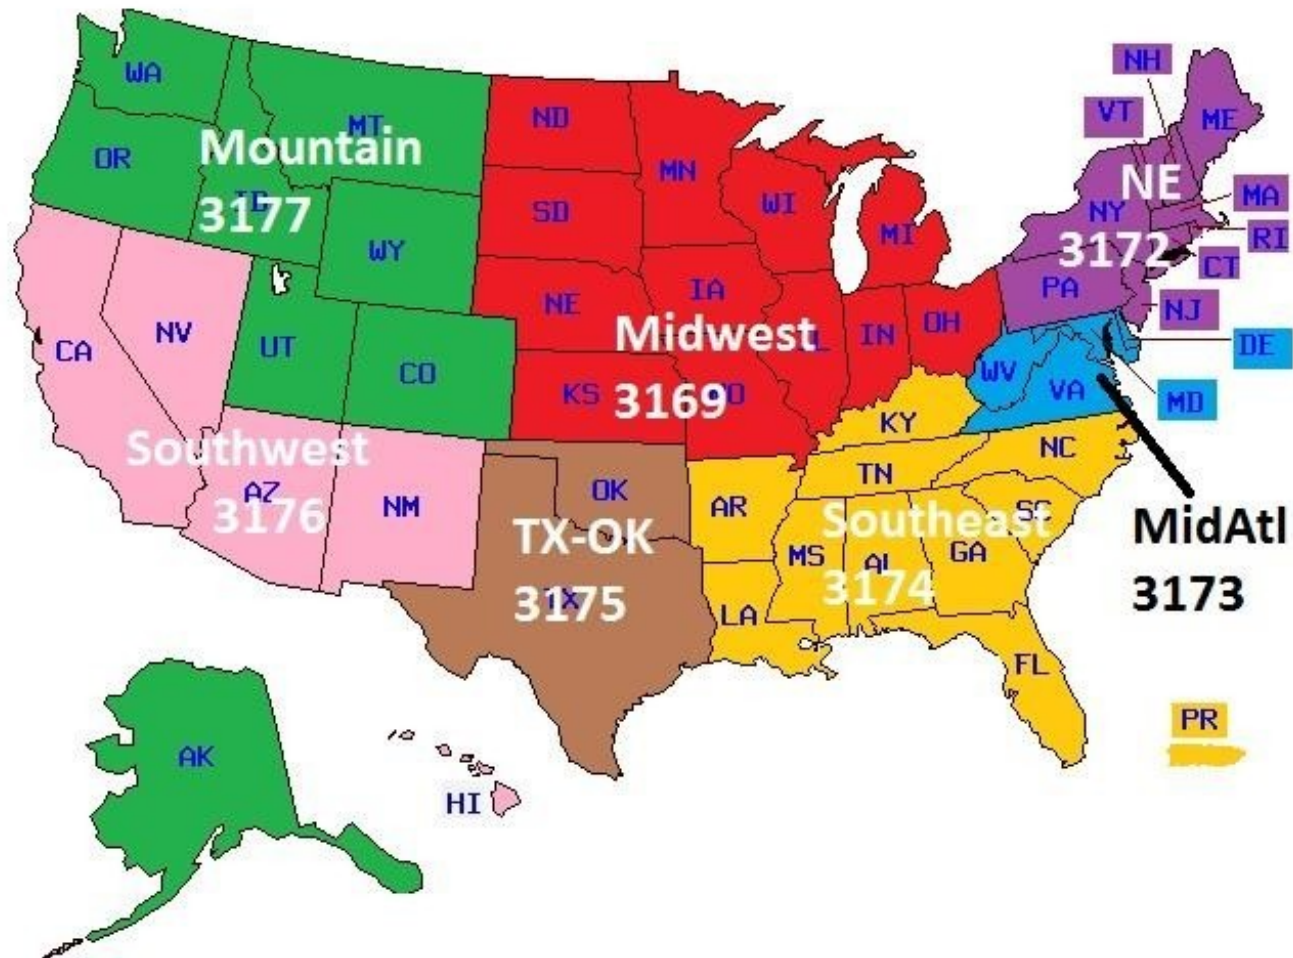 NH
WA
VT
ME
ND
MT
OR
Mountain
MN
NE
ID
3177
SD
WI
MA
NY
MI
RI
WY
3172
CT
IA
PA
NE
NJ
OH
NV
Midwest
IN
UT
DE
CA
CO
WV
VA
KS
3169
MD
KY
Southwest
NC
TN
AZ
OK
3176
NM
AR
SC
Southeast
TX-OK
MidAtl
MS
GA
AL
3174
3175
TX
3173
LA
FL
PR
AK
HI